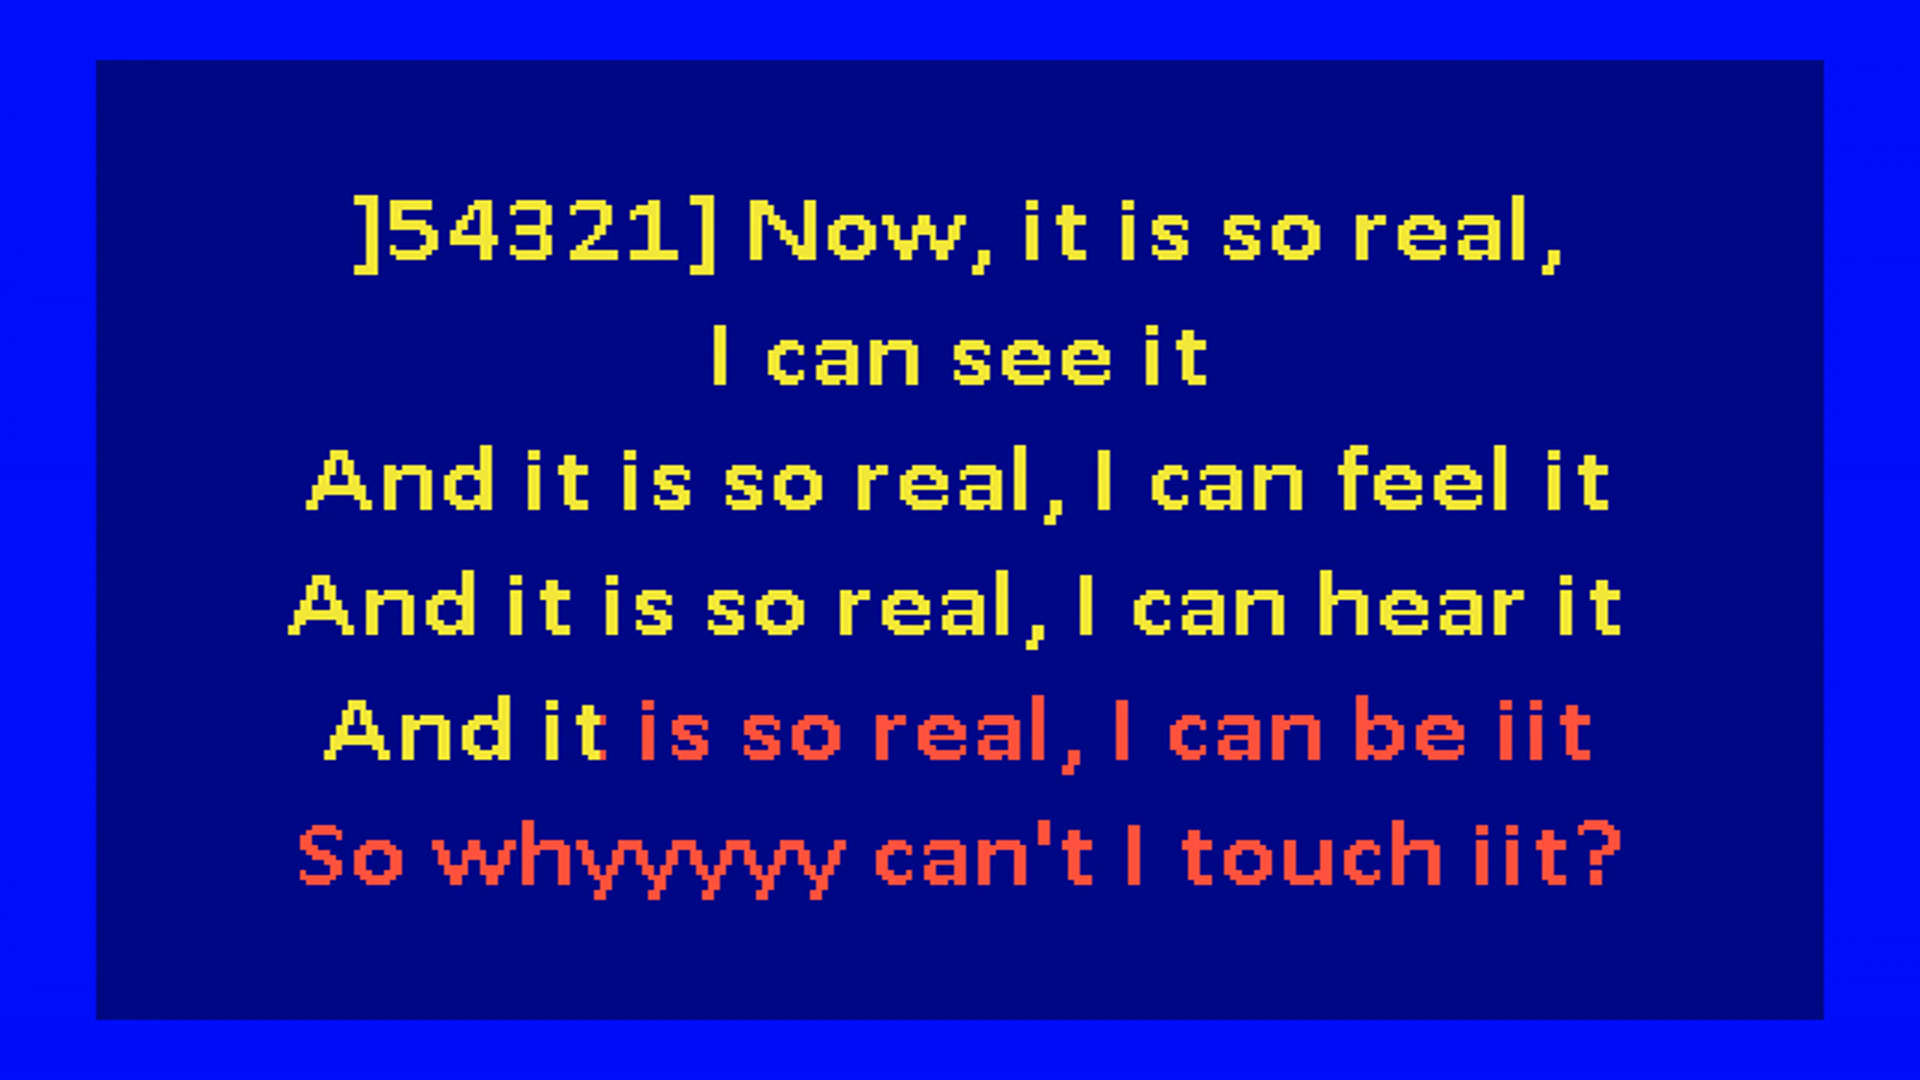 ]54321] Now, it is so real,
I can see it
And it is so real, I can feel it
And it is so real, I can hear it
And it is so real, I can be iit
So whyyyyy can't I touch iit?